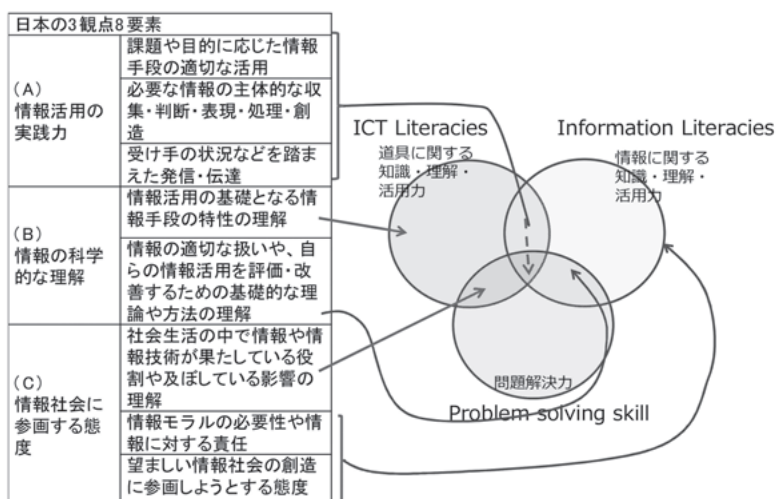 日本の3観点8要素
(A)
情報活用の
実践力
課題や目的に応じた情報
手段の適切な活用
必要な情報の主体的な収
集・判断・表現・処理・創
造
受け手の状況などを踏ま
えた発信・伝達
(B)
情報の科学
的な理解
情報活用の基礎となる情
報手段の特性の理解
情報の適切な扱いや、自
らの情報活用を評価・改
善するための基礎的な理
論や方法の理解
(C)
情報社会に
参画する態
度
社会生活の中で情報や情
報技術が果たしている役
割や及ぼしている影響の
理解
情報モラルの必要性や情
報に対する責任
望ましい情報社会の創造
に参画しようとする態度
ICT Literacies
道具に関する
知識・理解・
活用力
Information Literacies
情報に関する
知識・理解・
活用力
問題解決力
Problem solving skill